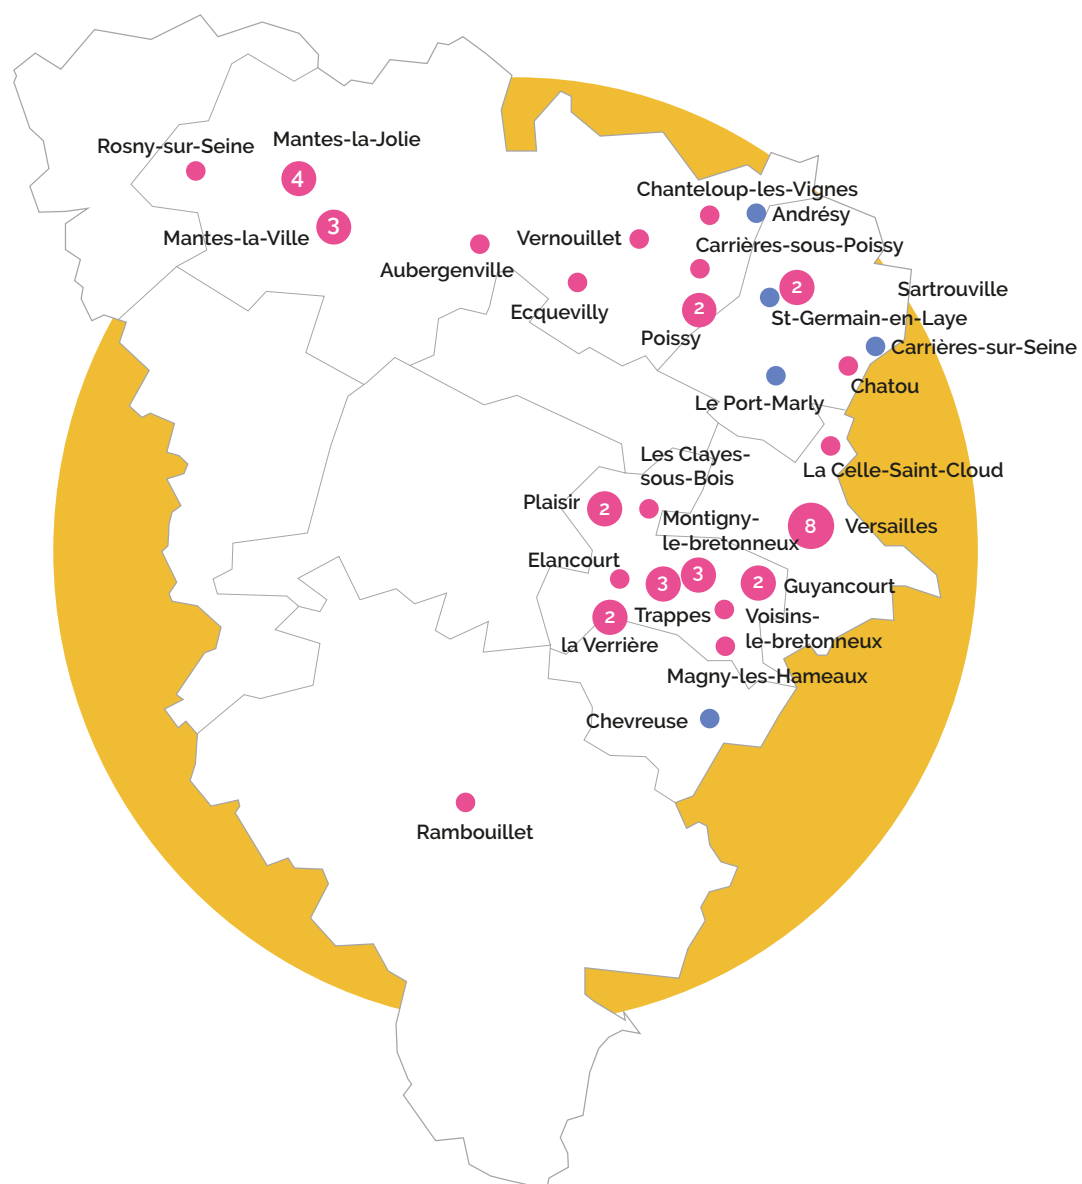 Mantes-la-Jolie
Rosny-sur-Seine
4
Chanteloup-les-Vignes
Andrésy
3
Mantes-la-Ville
Vernouillet
Carrières-sous-Poissy
Aubergenville
2
Sartrouville
Ecquevilly
2
St-Germain-en-Laye
Poissy
Carrières-sur-Seine
Chatou
Le Port-Marly
Les Clayes-
sous-Bois
La Celle-Saint-Cloud
Plaisir
2
Montigny-
le-bretonneux
8
Versailles
Elancourt
3
3
2
Guyancourt
2
Trappes
Voisins-
le-bretonneux
la Verrière
Magny-les-Hameaux
Chevreuse
Rambouillet